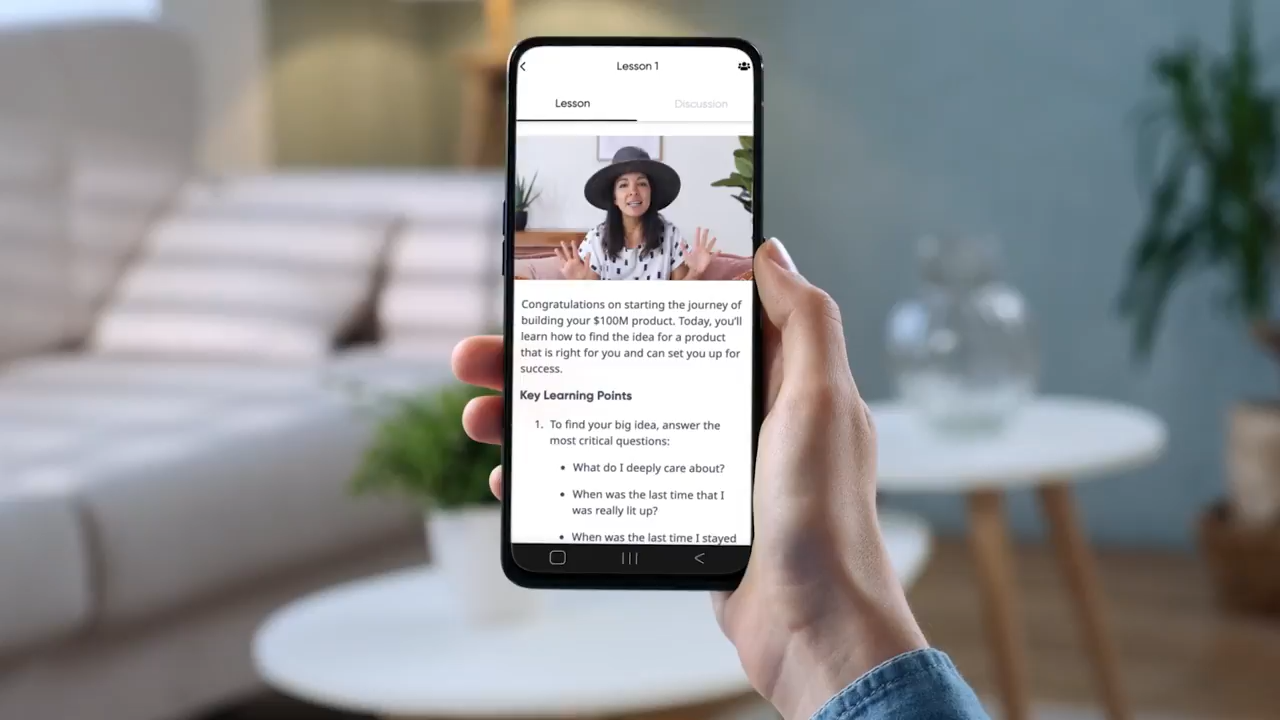 Lesson 1
Lesson
Discussion
Congratulations on starting the journey of
building your $100M product. Today, you'll
learn how to find the idea for a product
that is right for you and can set you up for
success.
Key Learning Points
1. To find your big idea, answer the
most critical questions:
• What do I deeply care about?
• When was the last time that I
was really lit up?
• When was the last time I stayed